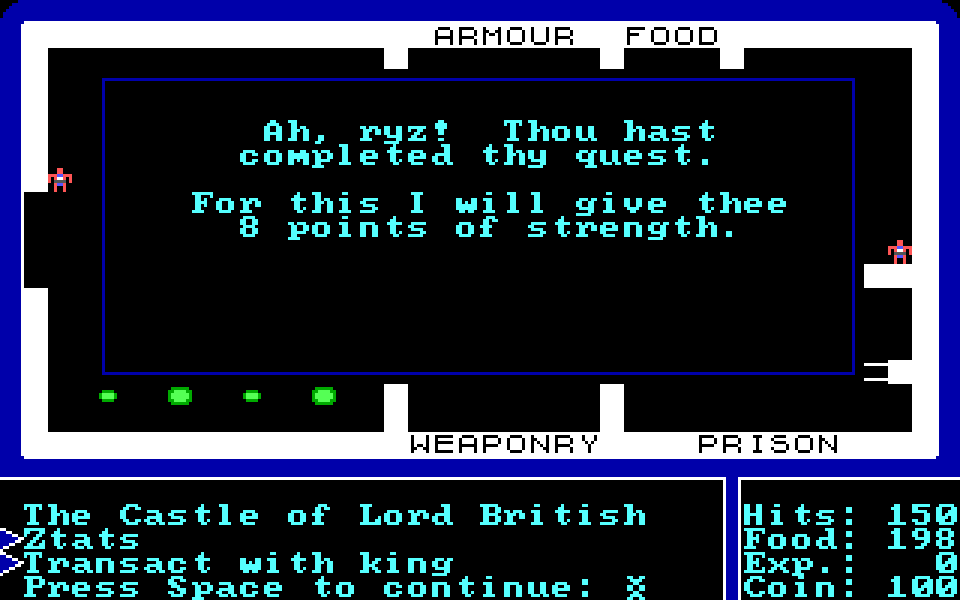 ARMOUR FOOD
Ah, ryz! Thou hast
completed thy quest.
For this I will give thee
8 points of strength.
WEAPONRY PRISON
The Castle of Lord British
Ztats
Transact with king
Press Space to continue:
Hits: 150
Food: 198
Exp.: 0
Coin: 100